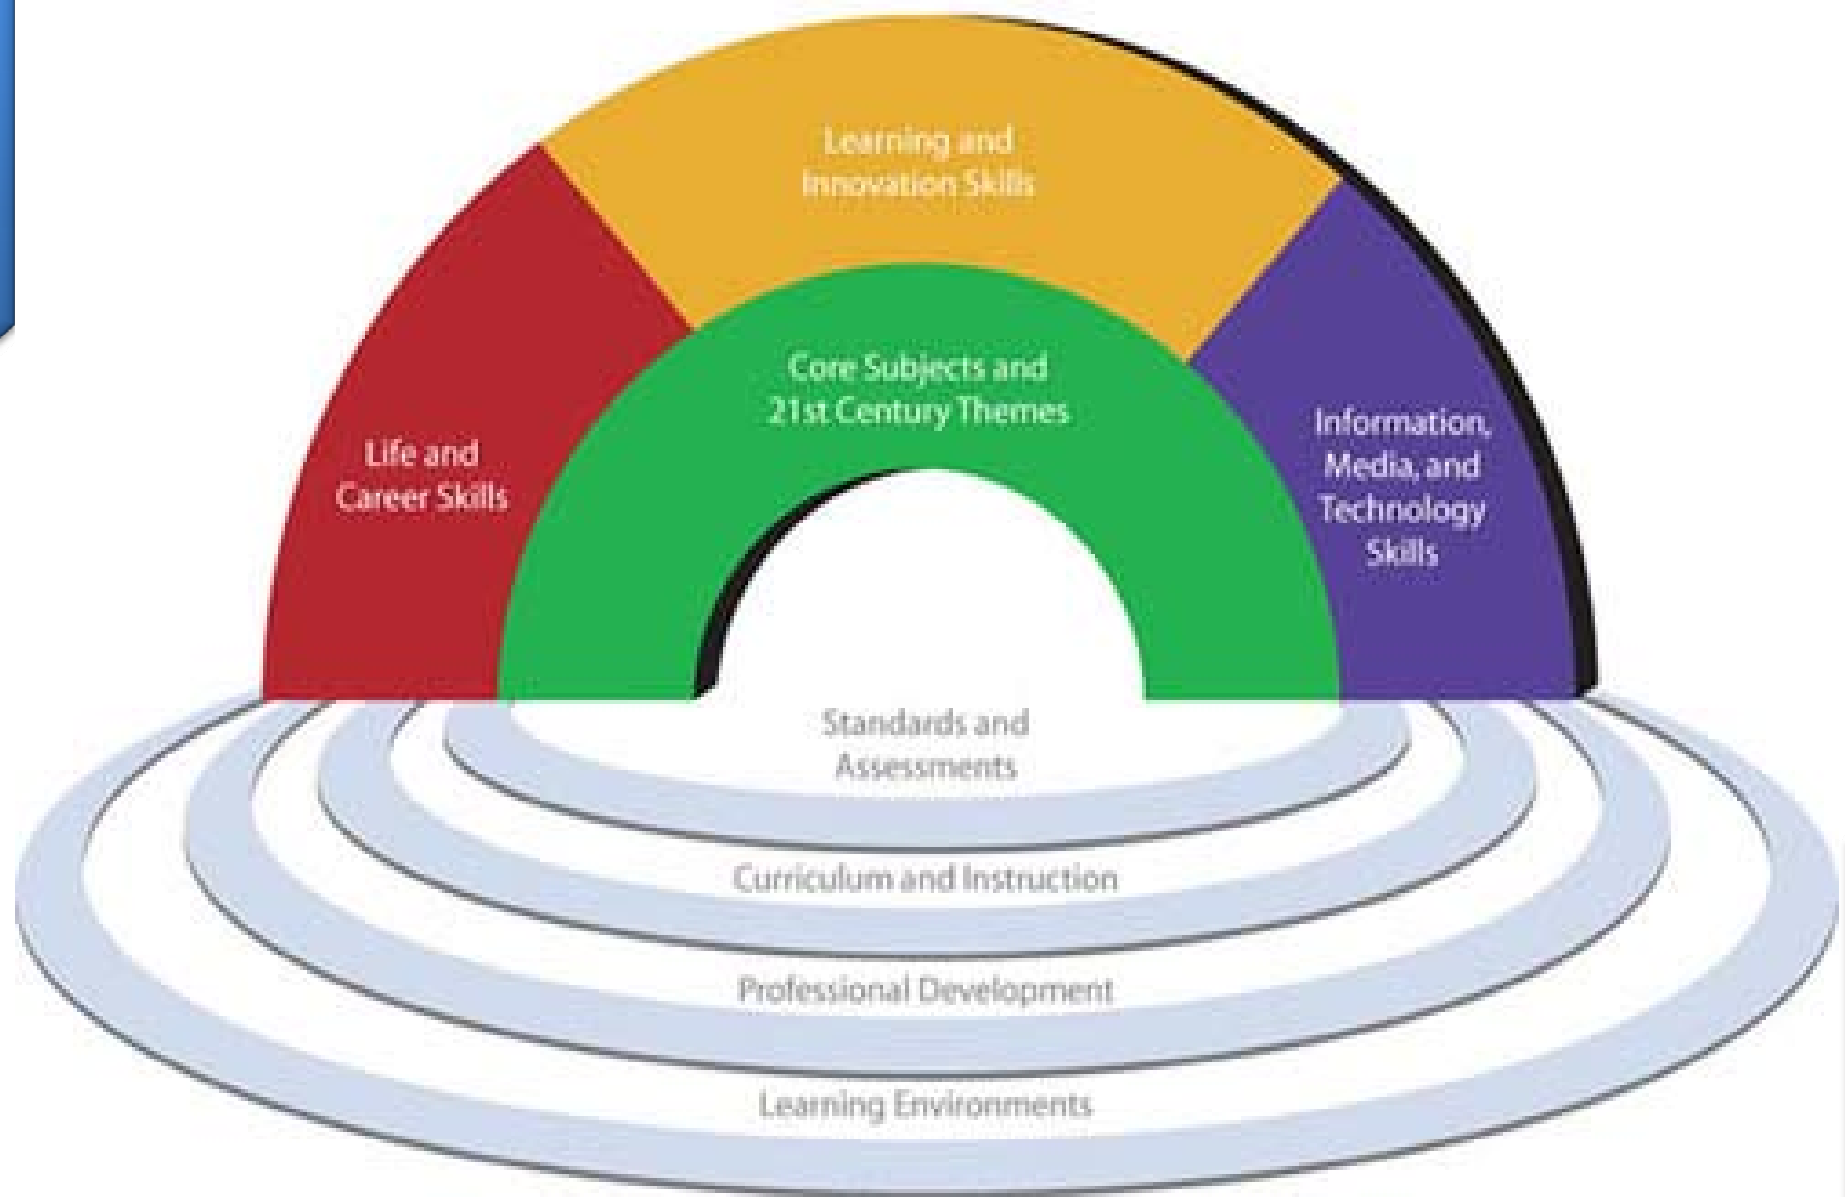 Learning and
Innovation Skills
Core Subjects and
21st Century Themes
Life and
Career Skills
Information,
Media, and
Technology
Skills
Standards and
Assessments
Curriculum and Instruction
Professional Development
Learning Environments